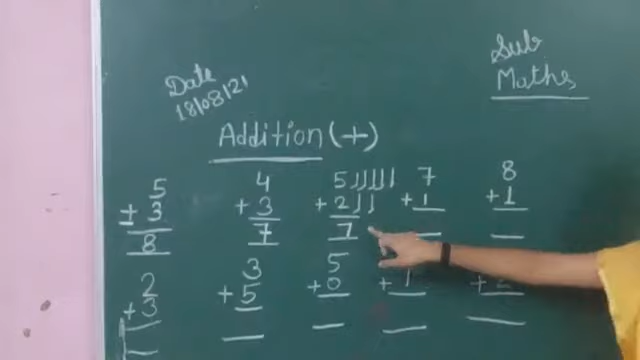 Sub
Maths
Date
18/08/21
Addition (+)
5 4 5 7 8
+3 +3 +2 +1 +1
8 7 7
2 3 5
+3 +5 +0 +1 +2